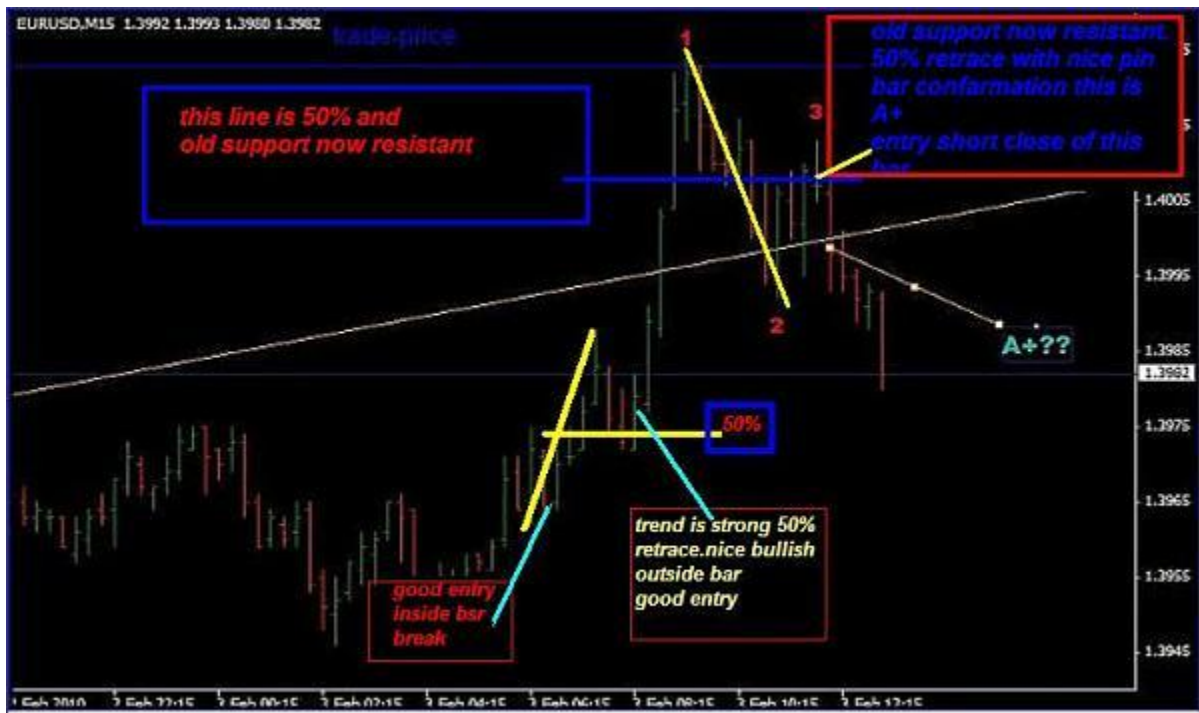 EURUSD,M15 1.3992 1.3993 1.3980 1.3982
trade-price
1
old support now resistant.
50% retrace with nice pin
bar confarmation this is
A+
entry short close of this
bar
this line is 50% and
old support now resistant
3
1.4005
1.3995
2
A+??
1.3985
1.3982
50%
1.3975
1.3965
trend is strong 50%
retrace.nice bullish
outside bar
good entry
good entry
inside bsr
break
1.3955
1.3945
Feb 2010 2 Feb 22:15 3 Feb 00:15 3 Feb 02:15 3 Feb 04:15 3 Feb 06:15 3 Feb 08:15 3 Feb 10:15 3 Feb 12:15